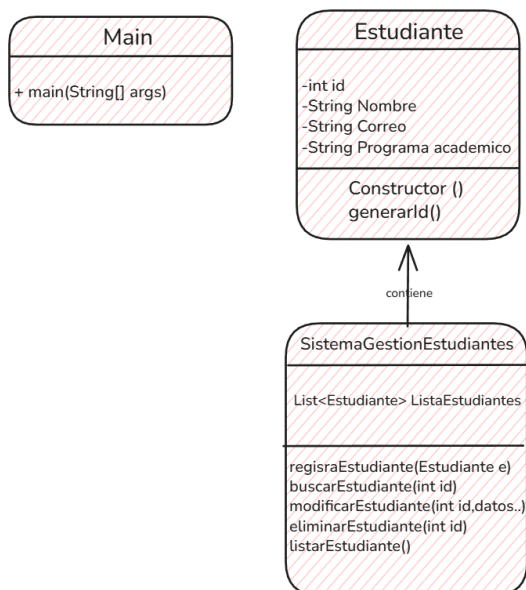 Main
+ main(String[] args)
Estudiante
-int id
-String Nombre
-String Correo
-String Programa academico
Constructor ()
generarId()
contiene
SistemaGestionEstudiantes
List<Estudiante> ListaEstudiantes
regisraEstudiante(Estudiante e)
buscarEstudiante(int id)
modificarEstudiante(int id,datos..)
eliminarEstudiante(int id)
listarEstudiante()